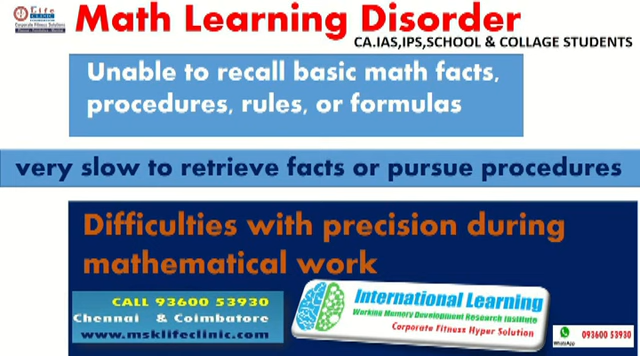 Life
CLINIC
Corporate Fitness Solutions
Math Learning Disorder
CA.IAS,IPS,SCHOOL & COLLAGE STUDENTS
Unable to recall basic math facts,
procedures, rules, or formulas
very slow to retrieve facts or pursue procedures
Difficulties with precision during
mathematical work
CALL 93600 53930
Chennai & Coimbatore
www.msklifeclinic.com
International Learning
Working Memory Development Research Institute
Corporate Fitness Hyper Solution
WhatsApp
093600 53930